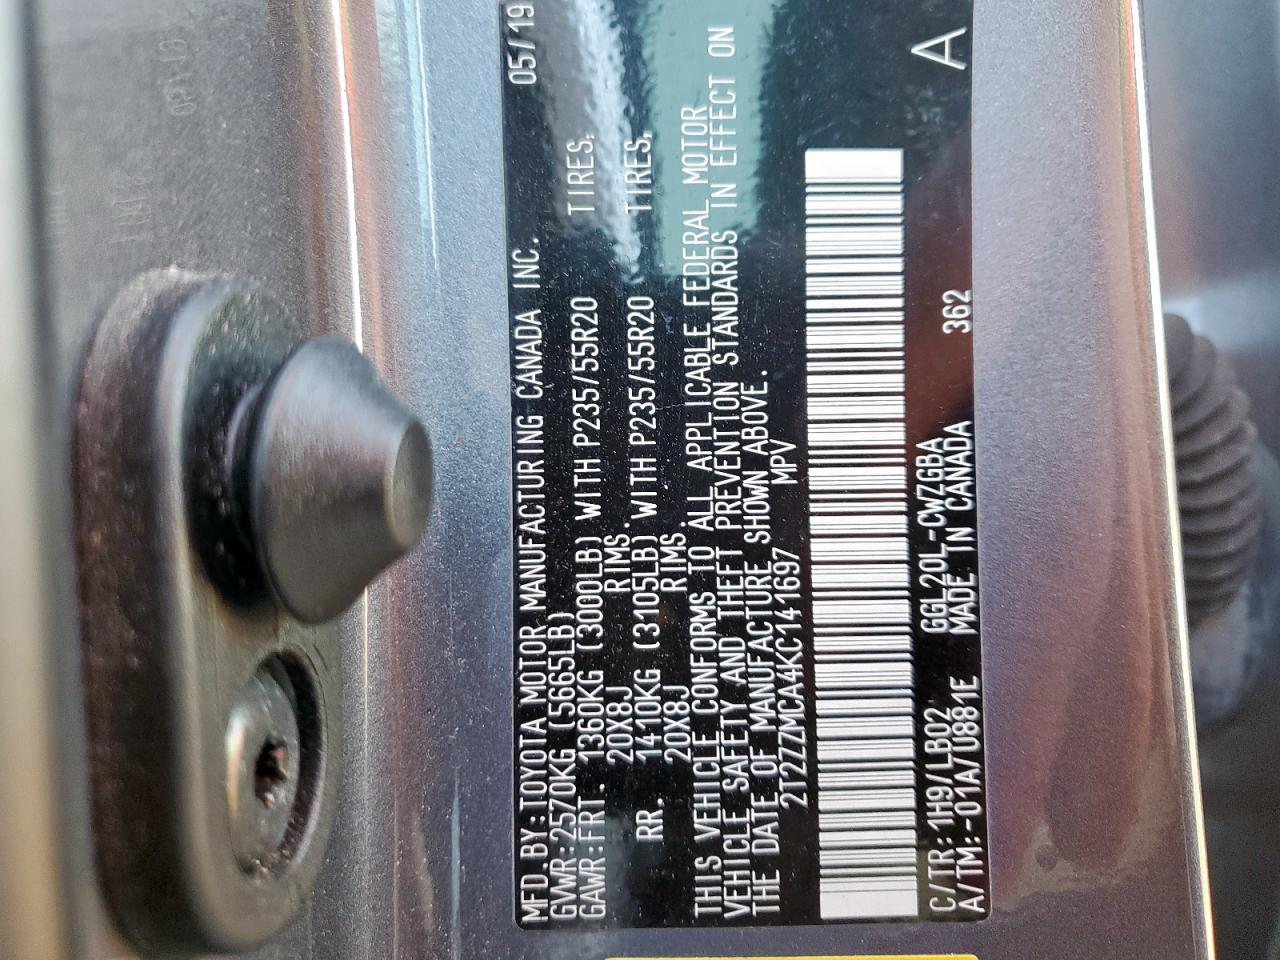 MFD.BY:TOYOTA MOTOR MANUFACTURING CANADA INC. 05/19
GVWR:2570KG (5665LB)
GAWR:FRT. 1360KG (3000LB) WITH P235/55R20 TIRES,
20X8J RIMS.
RR. 1410KG (3105LB) WITH P235/55R20 TIRES,
20X8J RIMS.
THIS VEHICLE CONFORMS TO ALL APPLICABLE FEDERAL MOTOR
VEHICLE SAFETY AND THEFT PREVENTION STANDARDS IN EFFECT ON
THE DATE OF MANUFACTURE SHOWN ABOVE.
2T2ZZMCA4KC141697 MPV
C/TR:1H9/LB02 GGL20L-CWZGBA A
A/TM:-01A/U881E MADE IN CANADA 362